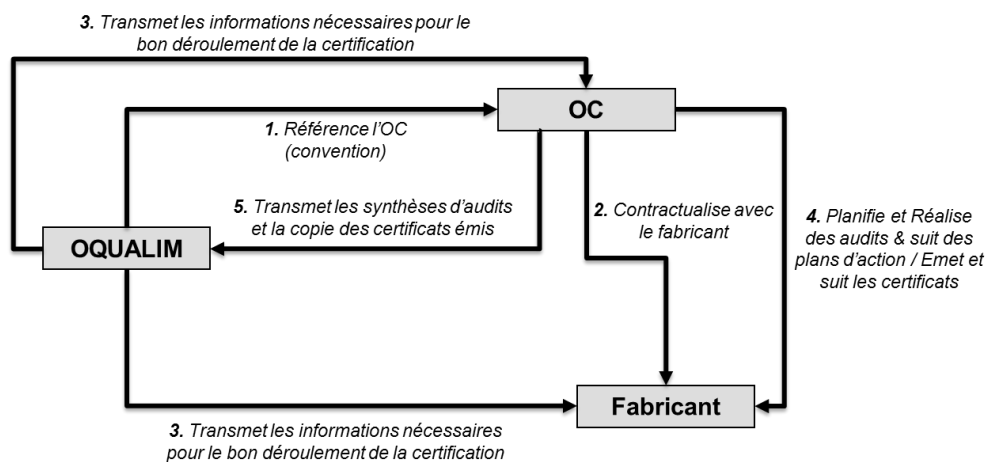 3. Transmet les informations nécessaires pour le
bon déroulement de la certification
OC
1. Référence l'OC
(convention)
5. Transmet les synthèses d'audits
et la copie des certificats émis
2. Contractualise avec
le fabricant
4. Planifie et Réalise
des audits & suit des
plans d'action / Emet et
suit les certificats
OQUALIM
Fabricant
3. Transmet les informations nécessaires
pour le bon déroulement de la certification